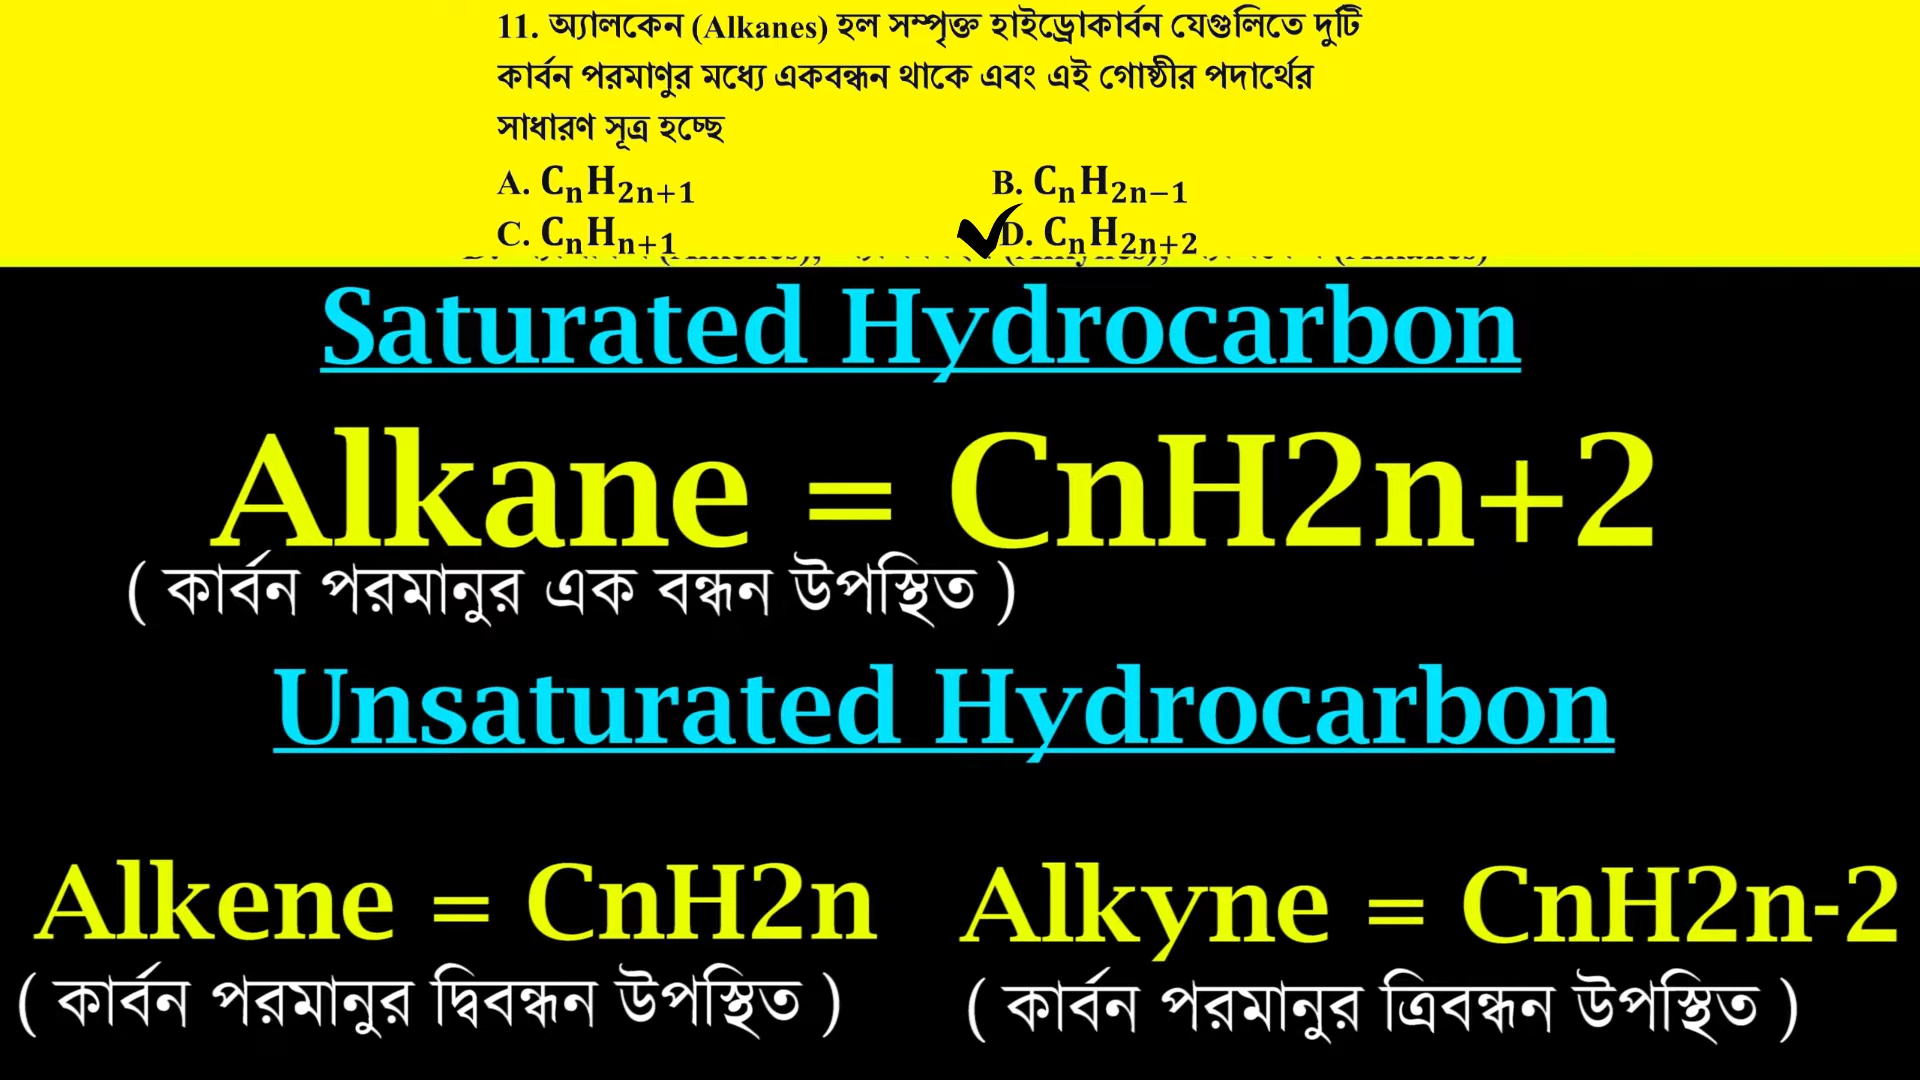 11. অ্যালকেন (Alkanes) হল সম্পৃক্ত হাইড্রোকার্বন যেগুলিতে দুটি
কার্বন পরমাণুর মধ্যে একবন্ধন থাকে এবং এই গোষ্ঠীর পদার্থের
সাধারণ সূত্র হচ্ছে
A. CₙH₂ₙ₊₁ B. CₙH₂ₙ₋₁
C. CₙHₙ₊₁ D. CₙH₂ₙ₊₂
Saturated Hydrocarbon
Alkane = CnH2n+2
( কার্বন পরমানুর এক বন্ধন উপস্থিত )
Unsaturated Hydrocarbon
Alkene = CnH2n Alkyne = CnH2n-2
( কার্বন পরমানুর দ্বিবন্ধন উপস্থিত ) ( কার্বন পরমানুর ত্রিবন্ধন উপস্থিত )